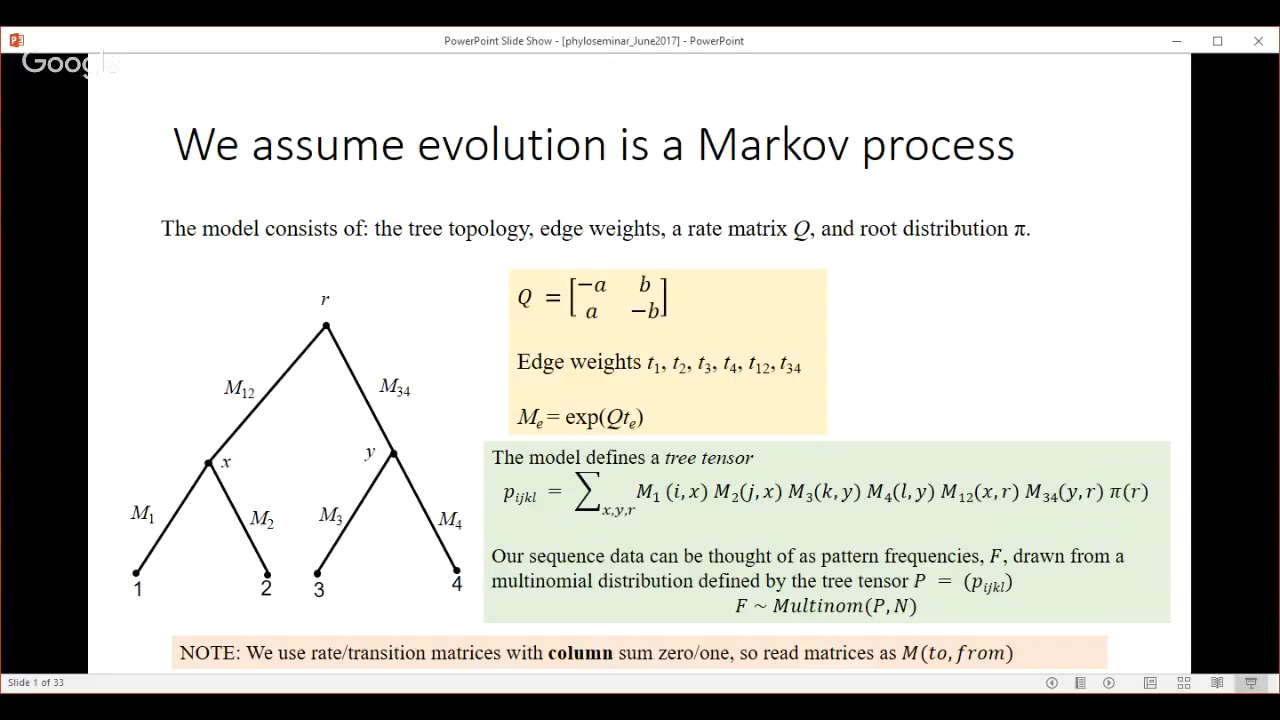 PowerPoint Slide Show - [phyloseminar_June2017] - PowerPoint
Google
We assume evolution is a Markov process
The model consists of: the tree topology, edge weights, a rate matrix Q, and root distribution π.
r
M₁₂
M₃₄
x
y
M₁
M₂
M₃
M₄
1
2
3
4
Q = [−a b
a −b]
Edge weights t₁, t₂, t₃, t₄, t₁₂, t₃₄
Mₑ = exp(Qtₑ)
The model defines a tree tensor
p_{ijkl} = ∑_{x,y,r} M₁ (i, x) M₂(j, x) M₃(k, y) M₄(l, y) M₁₂(x, r) M₃₄(y, r) π(r)
Our sequence data can be thought of as pattern frequencies, F, drawn from a
multinomial distribution defined by the tree tensor P = (p_{ijkl})
F ~ Multinom(P, N)
NOTE: We use rate/transition matrices with column sum zero/one, so read matrices as M(to, from)
Slide 1 of 33